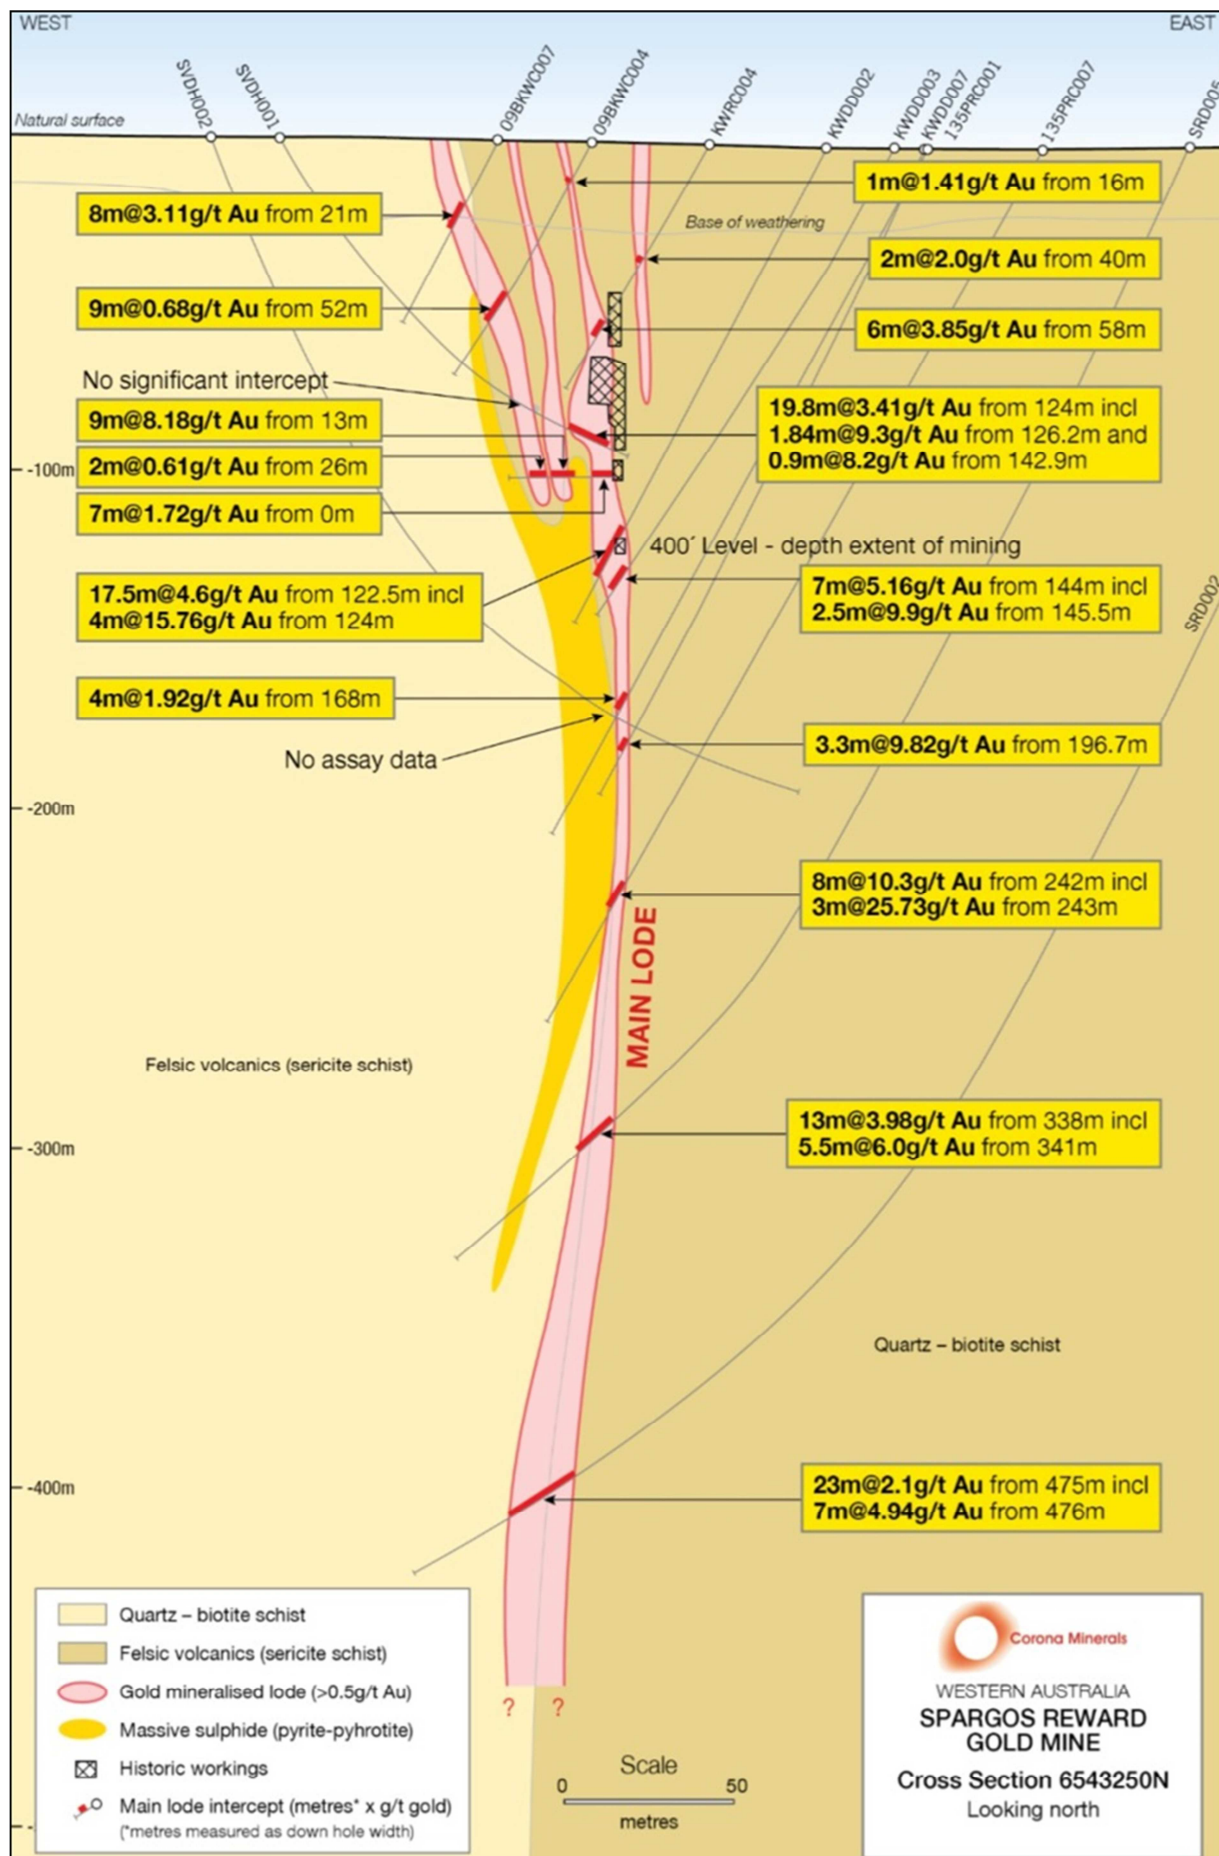 WEST
EAST
SVDH002
SVDH001
09BKWC007
09BKWC004
KWRC004
KWDD002
KWDD003
KWDD007
135PRC001
135PRC007
SRD005
Natural surface
1m@1.41g/t Au from 16m
8m@3.11g/t Au from 21m
Base of weathering
2m@2.0g/t Au from 40m
9m@0.68g/t Au from 52m
6m@3.85g/t Au from 58m
No significant intercept
9m@8.18g/t Au from 13m
19.8m@3.41g/t Au from 124m incl
1.84m@9.3g/t Au from 126.2m and
0.9m@8.2g/t Au from 142.9m
-100m
2m@0.61g/t Au from 26m
7m@1.72g/t Au from 0m
400´ Level - depth extent of mining
17.5m@4.6g/t Au from 122.5m incl
4m@15.76g/t Au from 124m
7m@5.16g/t Au from 144m incl
2.5m@9.9g/t Au from 145.5m
SRD002
4m@1.92g/t Au from 168m
No assay data
3.3m@9.82g/t Au from 196.7m
-200m
8m@10.3g/t Au from 242m incl
3m@25.73g/t Au from 243m
MAIN LODE
Felsic volcanics (sericite schist)
13m@3.98g/t Au from 338m incl
5.5m@6.0g/t Au from 341m
-300m
Quartz – biotite schist
-400m
23m@2.1g/t Au from 475m incl
7m@4.94g/t Au from 476m
Quartz – biotite schist
Felsic volcanics (sericite schist)
Gold mineralised lode (>0.5g/t Au)
Massive sulphide (pyrite-pyhrotite)
Historic workings
Main lode intercept (metres* x g/t gold)
(*metres measured as down hole width)
? ?
Scale
0 50
metres
Corona Minerals
WESTERN AUSTRALIA
SPARGOS REWARD
GOLD MINE
Cross Section 6543250N
Looking north